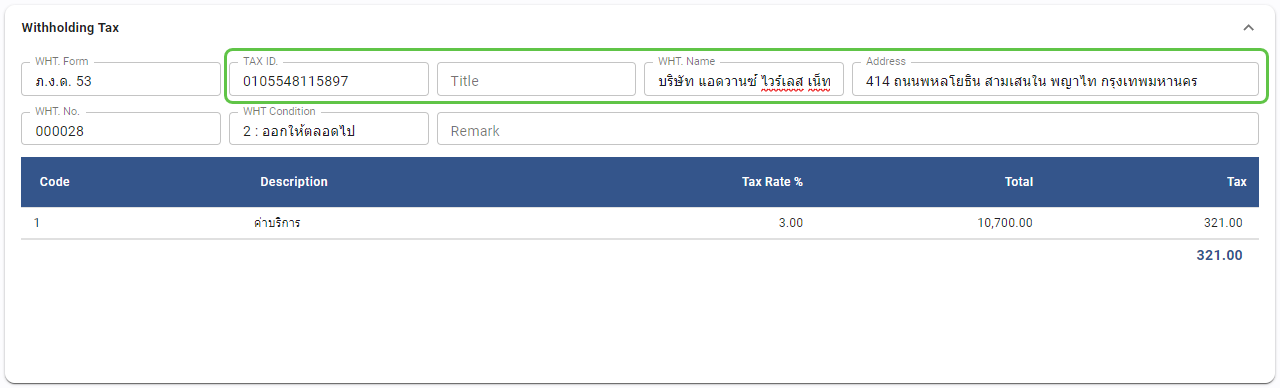 Withholding Tax
WHT. Form TAX ID. WHT. Name Address
ภ.ง.ด. 53 0105548115897 Title บริษัท แอดวานซ์ ไวร์เลส เน็ท 414 ถนนพหลโยธิน สามเสนใน พญาไท กรุงเทพมหานคร
WHT. No. WHT Condition
000028 2 : ออกให้ตลอดไป Remark
Code Description Tax Rate % Total Tax
1 ค่าบริการ 3.00 10,700.00 321.00
321.00